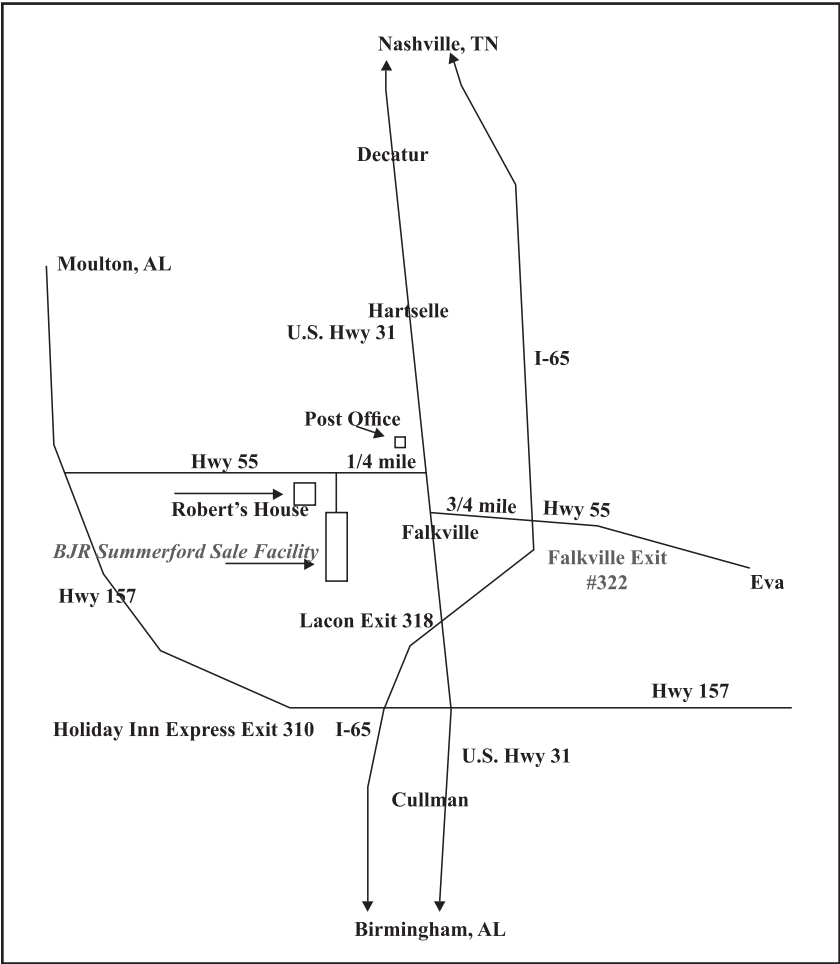 Nashville, TN
Decatur
Moulton, AL
Hartselle
U.S. Hwy 31
I-65
Post Office
Hwy 55
1/4 mile
3/4 mile
Hwy 55
Robert’s House
Falkville
BJR Summerford Sale Facility
Falkville Exit
#322
Eva
Hwy 157
Lacon Exit 318
Hwy 157
Holiday Inn Express Exit 310
I-65
U.S. Hwy 31
Cullman
Birmingham, AL